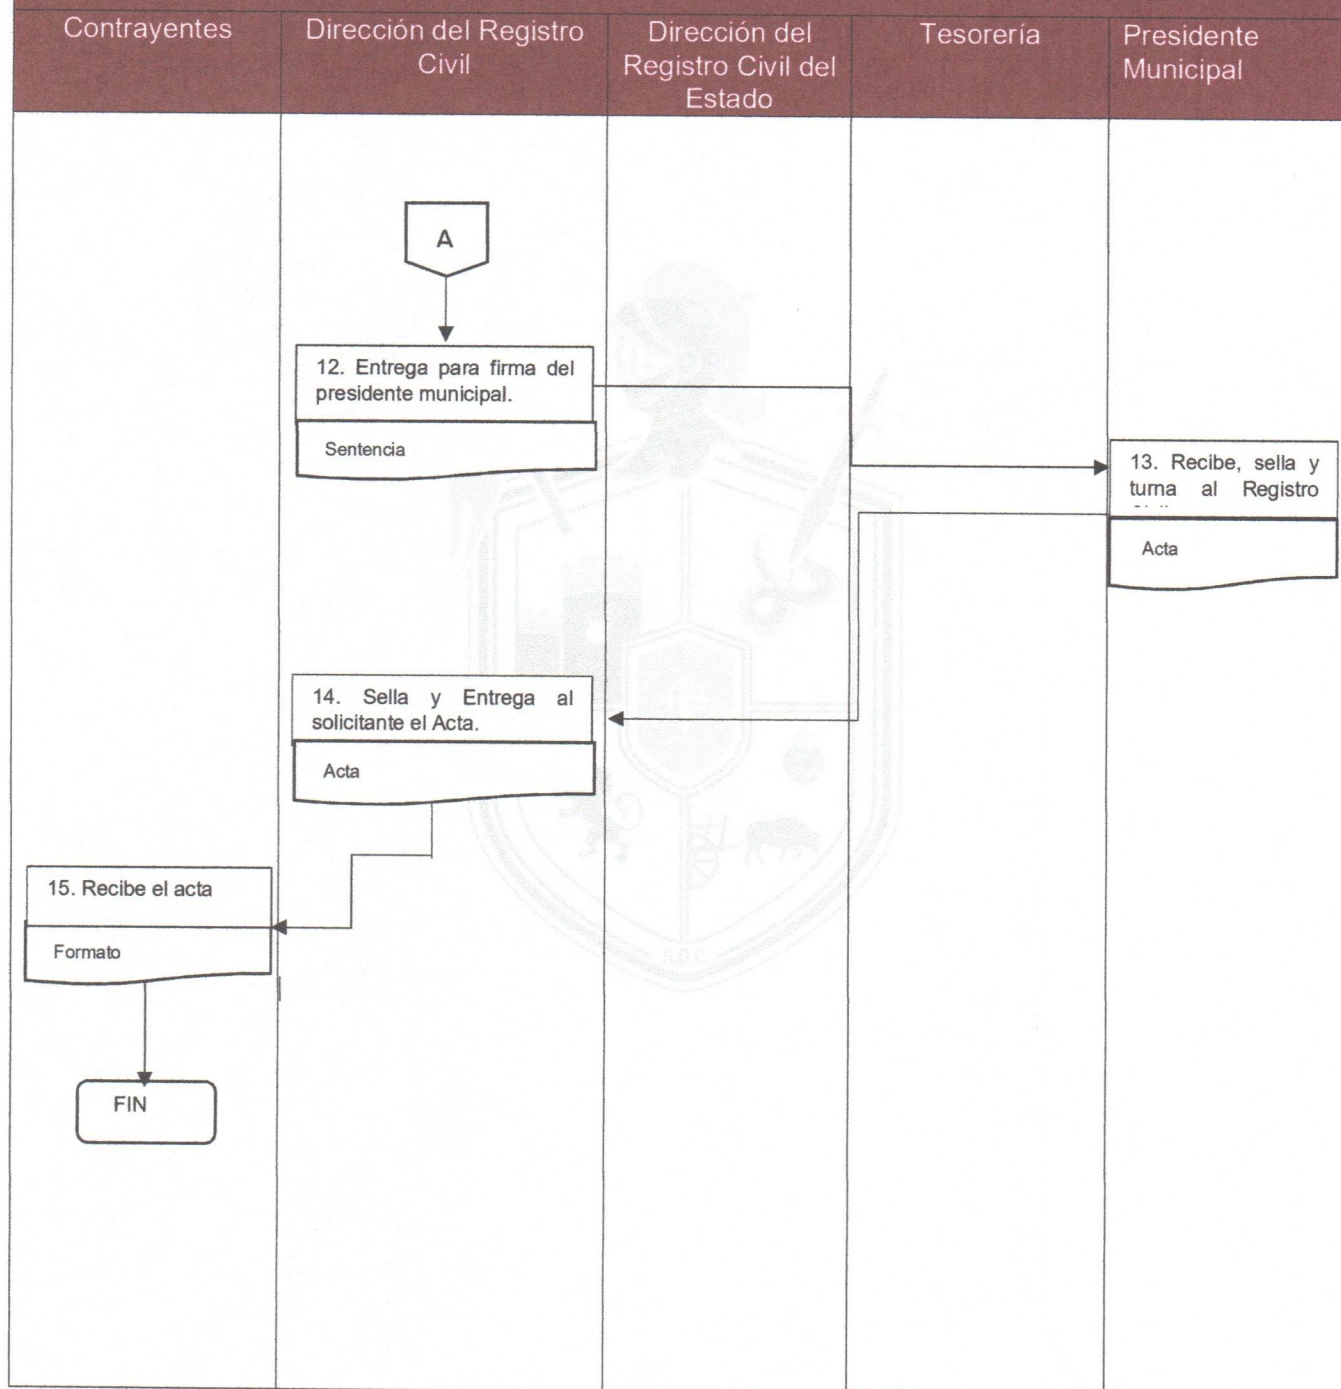 Contrayentes
Dirección del Registro
Civil
Dirección del
Registro Civil del
Estado
Tesorería
Presidente
Municipal
A
12. Entrega para firma del
presidente municipal.
Sentencia
13. Recibe, sella y
turna al Registro
Acta
14. Sella y Entrega al
solicitante el Acta.
Acta
15. Recibe el acta
Formato
FIN